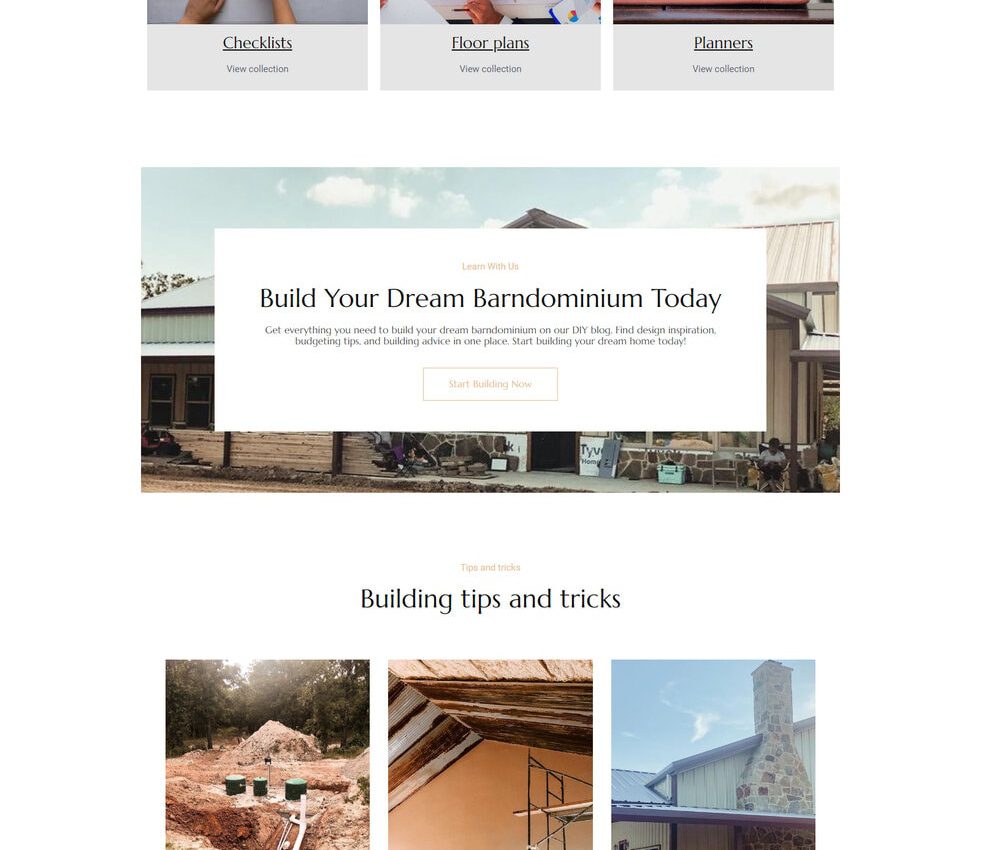 Checklists
Floor plans
Planners
View collection
View collection
View collection
Learn With Us
Build Your Dream Barndominium Today
Get everything you need to build your dream barndominium on our DIY blog. Find design inspiration,
budgeting tips, and building advice in one place. Start building your dream home today!
Start Building Now
Tyvek
Home
Tips and tricks
Building tips and tricks